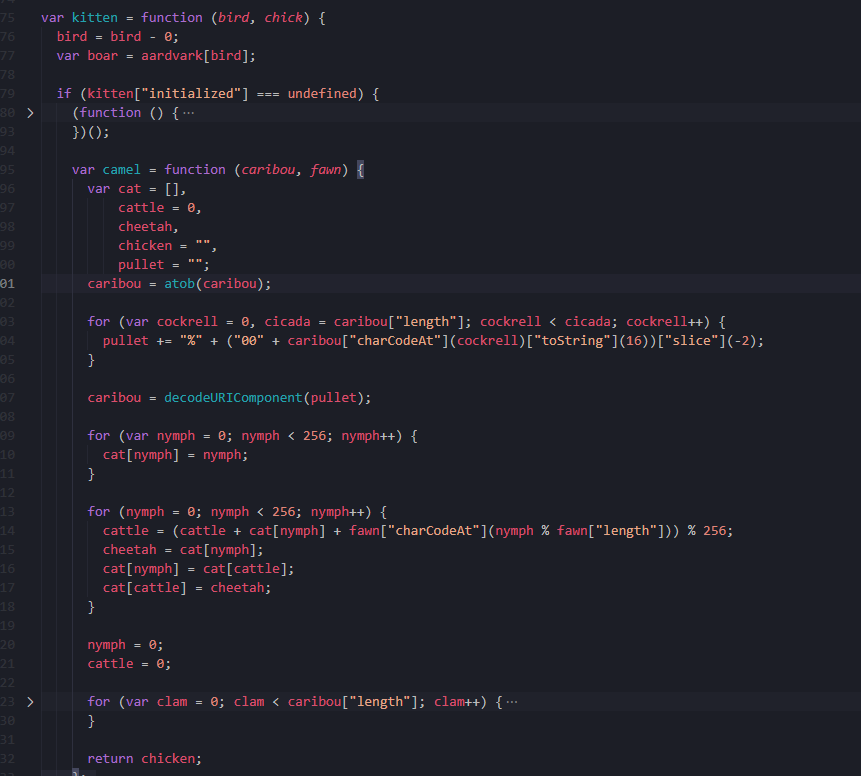 75 var kitten = function (bird, chick) {
76 bird = bird - 0;
77 var boar = aardvark[bird];
78
79 if (kitten["initialized"] === undefined) {
80 (function () { ···
93 })();
94
95 var camel = function (caribou, fawn) {
96 var cat = [],
97 cattle = 0,
98 cheetah,
99 chicken = "",
00 pullet = "";
01 caribou = atob(caribou);
02
03 for (var cockrell = 0, cicada = caribou["length"]; cockrell < cicada; cockrell++) {
04 pullet += "%" + ("00" + caribou["charCodeAt"](cockrell)["toString"](16))["slice"](-2);
05 }
06
07 caribou = decodeURIComponent(pullet);
08
09 for (var nymph = 0; nymph < 256; nymph++) {
10 cat[nymph] = nymph;
11 }
12
13 for (nymph = 0; nymph < 256; nymph++) {
14 cattle = (cattle + cat[nymph] + fawn["charCodeAt"](nymph % fawn["length"])) % 256;
15 cheetah = cat[nymph];
16 cat[nymph] = cat[cattle];
17 cat[cattle] = cheetah;
18 }
19
20 nymph = 0;
21 cattle = 0;
22
23 for (var clam = 0; clam < caribou["length"]; clam++) { ···
30 }
31
32 return chicken;